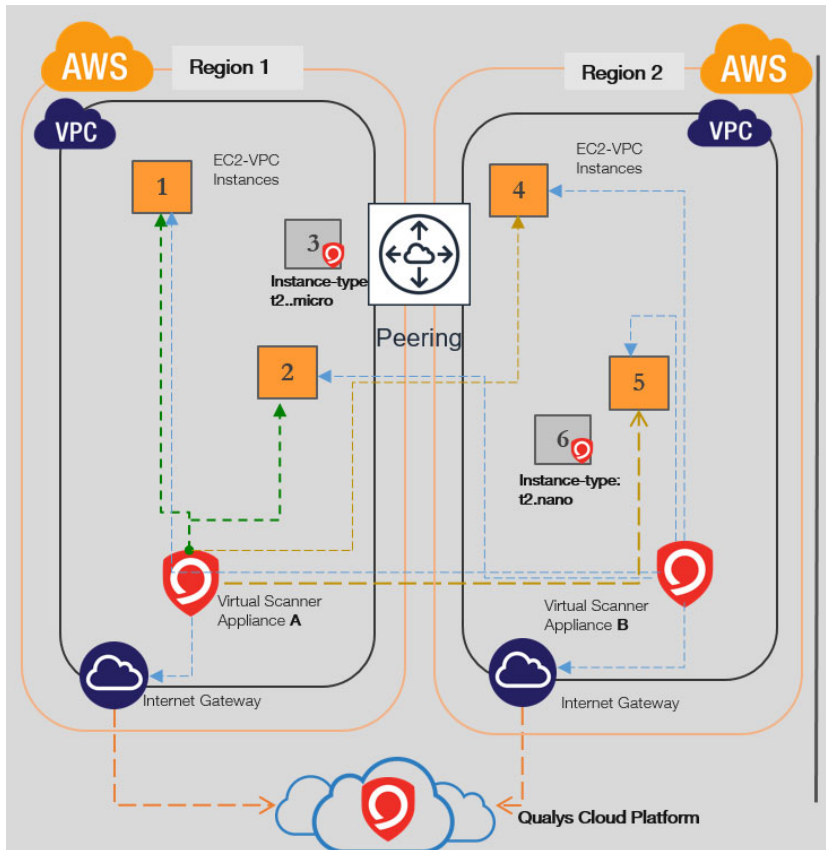 AWS
Region 1
Region 2
AWS
VPC
VPC
EC2-VPC
Instances
EC2-VPC
Instances
1
4
3
Instance-type:
t2..micro
Peering
2
5
6
Instance-type:
t2.nano
Virtual Scanner
Appliance A
Virtual Scanner
Appliance B
Internet Gateway
Internet Gateway
Qualys Cloud Platform